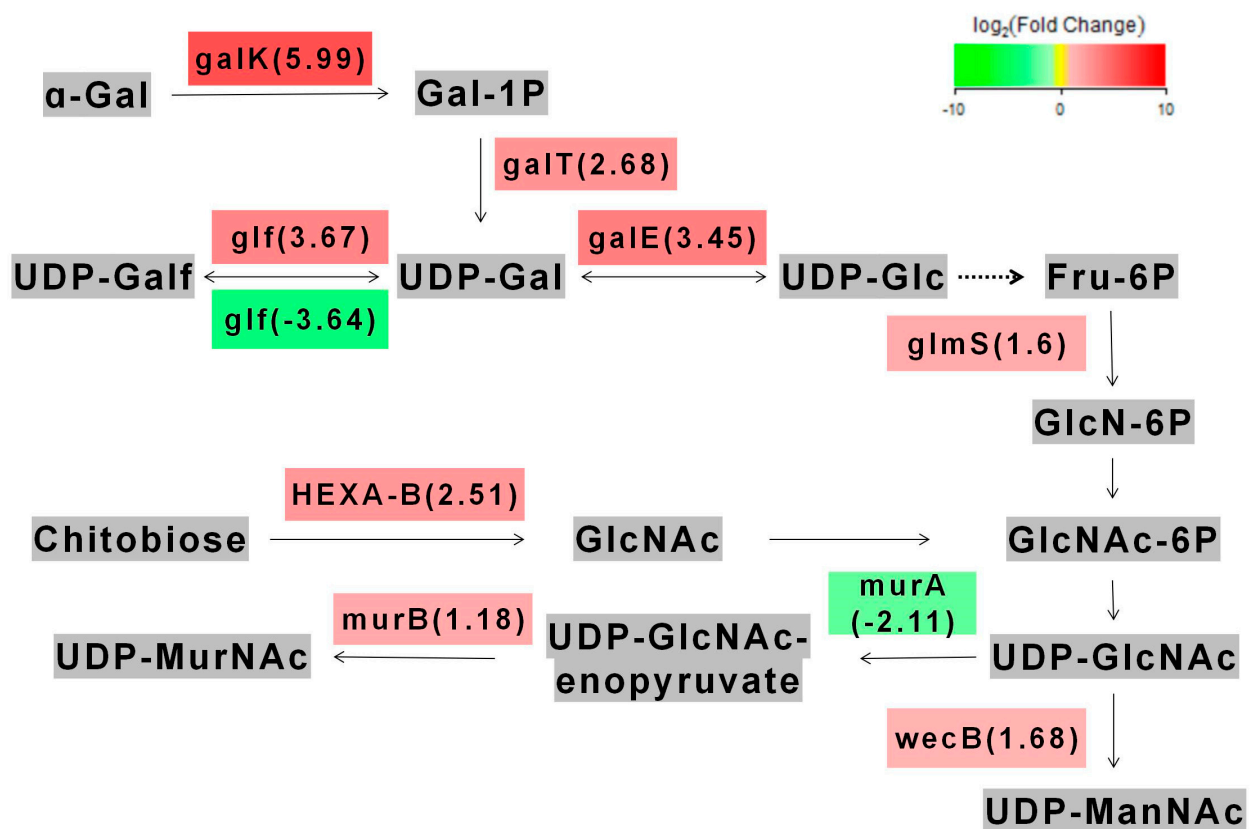 log₂(Fold Change)
-10 0 10
galK(5.99)
α-Gal
Gal-1P
galT(2.68)
glf(3.67)
galE(3.45)
UDP-Galf
UDP-Gal
UDP-Glc
Fru-6P
glf(-3.64)
glmS(1.6)
GlcN-6P
HEXA-B(2.51)
Chitobiose
GlcNAc
GlcNAc-6P
murA
(-2.11)
murB(1.18)
UDP-MurNAc
UDP-GlcNAc-
enopyruvate
UDP-GlcNAc
wecB(1.68)
UDP-ManNAc